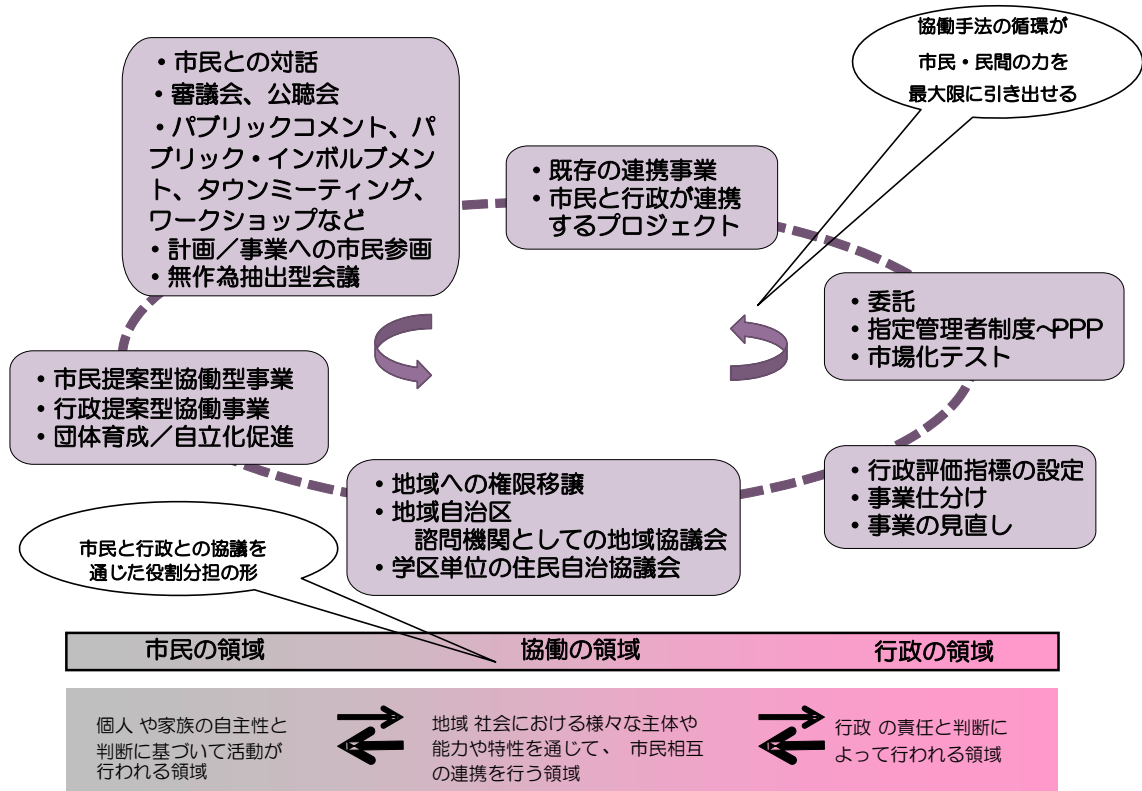 協働手法の循環が
市民・民間の力を
最大限に引き出せる
・市民との対話
・審議会、公聴会
・パブリックコメント、パ
ブリック・インボルブメン
ト、タウンミーティング、
ワークショップなど
・計画／事業への市民参画
・無作為抽出型会議
・既存の連携事業
・市民と行政が連携
するプロジェクト
・委託
・指定管理者制度～PPP
・市場化テスト
・市民提案型協働型事業
・行政提案型協働事業
・団体育成／自立化促進
・地域への権限移譲
・地域自治区
諮問機関としての地域協議会
・学区単位の住民自治協議会
・行政評価指標の設定
・事業仕分け
・事業の見直し
市民と行政との協議を
通じた役割分担の形
市民の領域
協働の領域
行政の領域
個人 や家族の自主性と
判断に基づいて活動が
行われる領域
地域 社会における様々な主体や
能力や特性を通じて、 市民相互
の連携を行う領域
行政 の責任と判断に
よって行われる領域